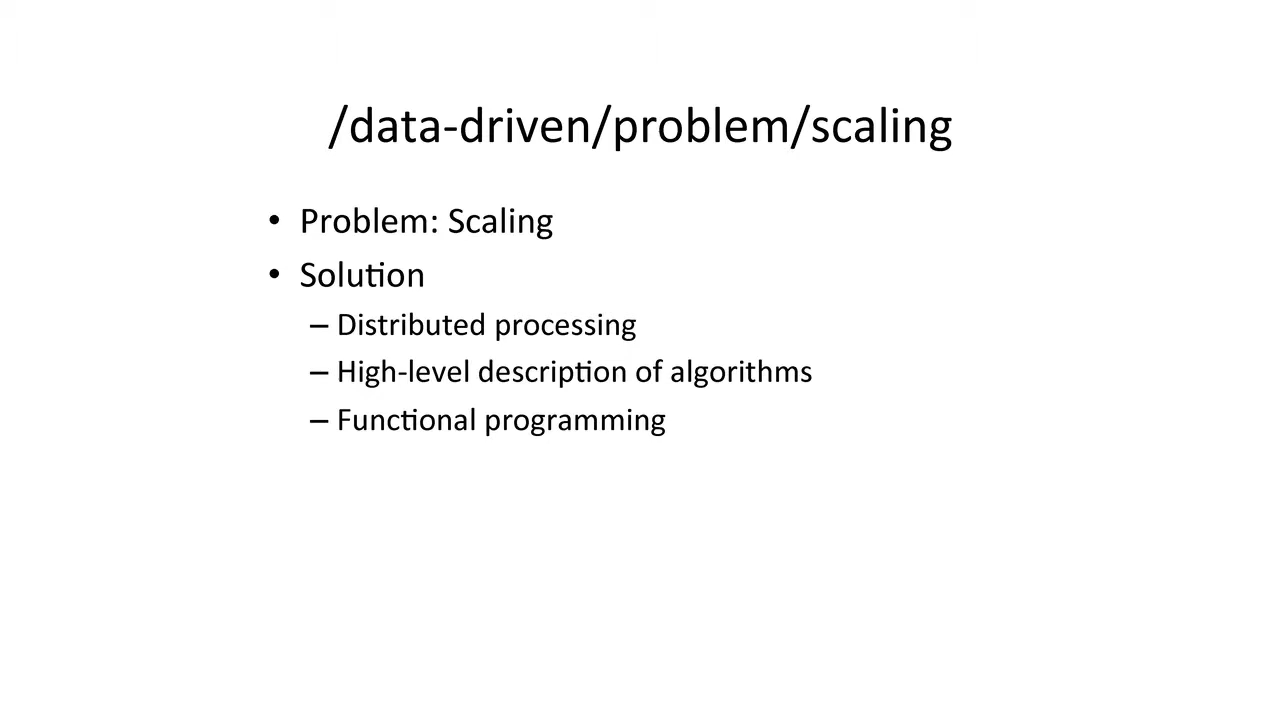 /data-driven/problem/scaling
• Problem: Scaling
• Solution
– Distributed processing
– High-level description of algorithms
– Functional programming